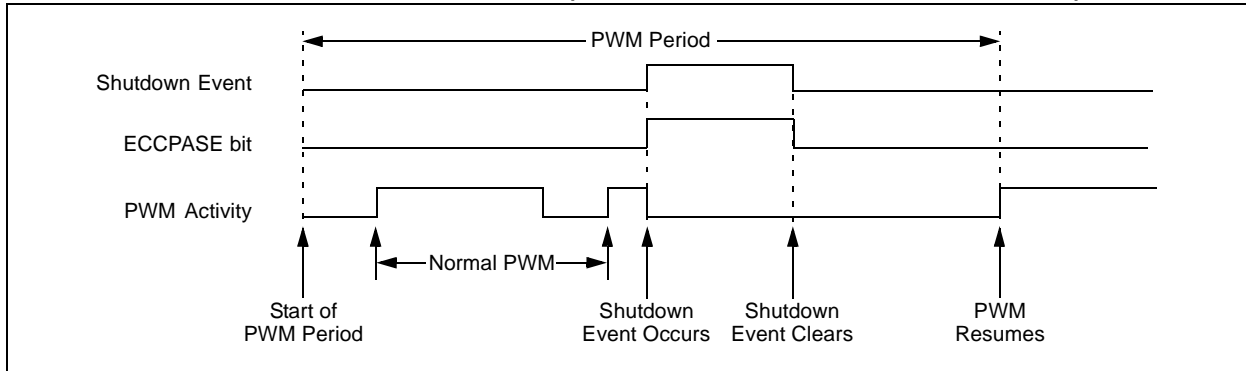 PWM Period
Shutdown Event
ECCPASE bit
PWM Activity
Normal PWM
Start of
PWM Period
Shutdown
Event Occurs
Shutdown
Event Clears
PWM
Resumes